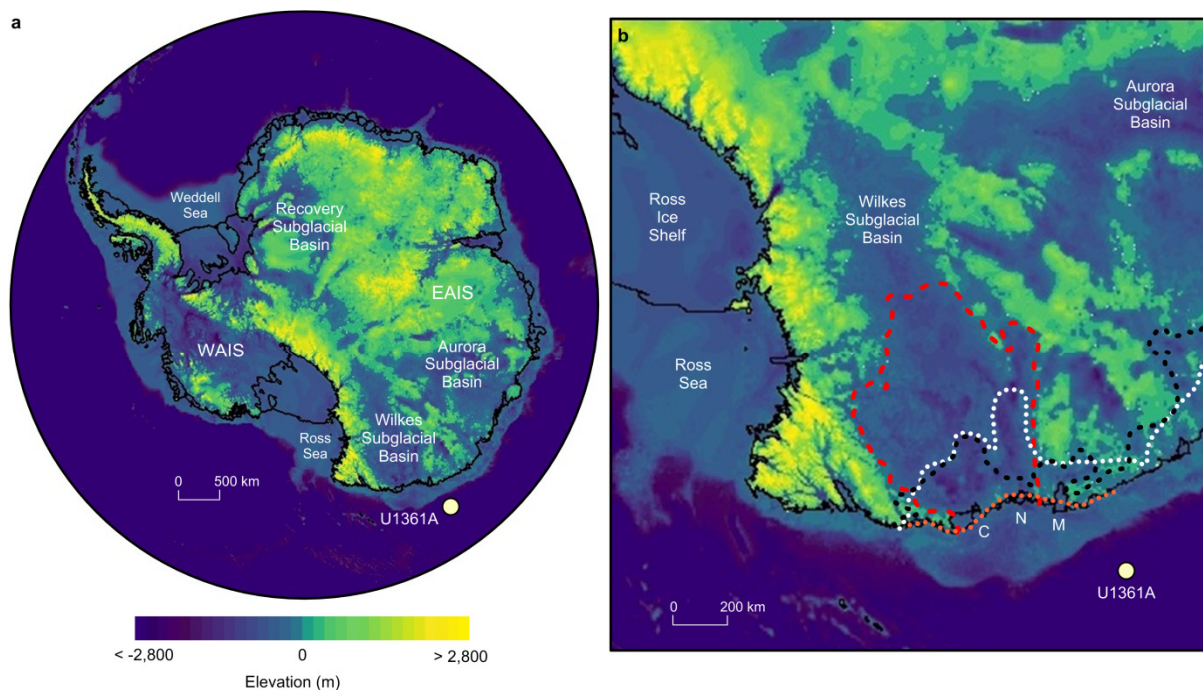 a
Weddell
Sea
Recovery
Subglacial
Basin
EAIS
WAIS
Aurora
Subglacial
Basin
Wilkes
Subglacial
Basin
Ross
Sea
0 500 km
U1361A
< -2,800 0 > 2,800
Elevation (m)
b
Aurora
Subglacial
Basin
Ross
Ice
Shelf
Wilkes
Subglacial
Basin
Ross
Sea
C N M
0 200 km
U1361A